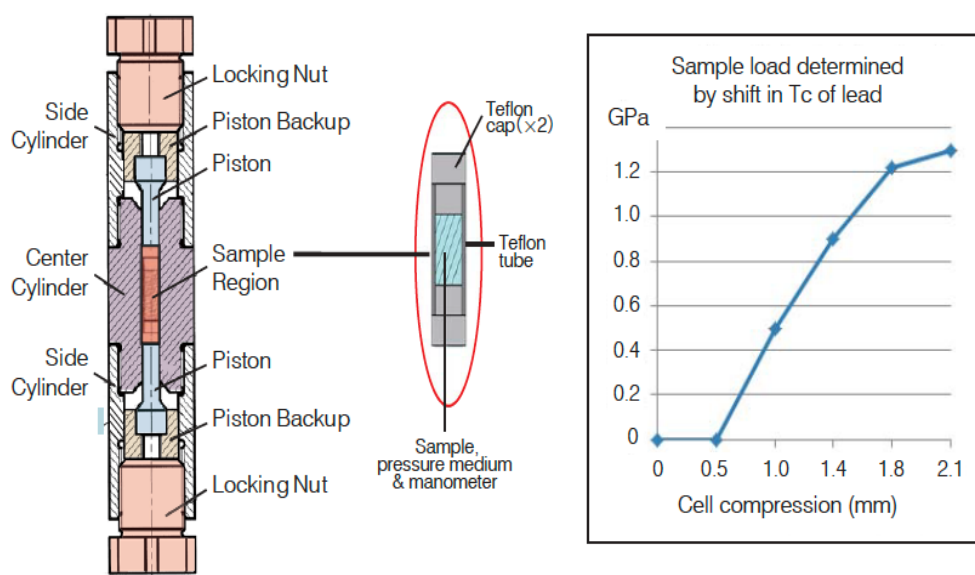 Locking Nut
Side
Cylinder
Piston Backup
Piston
Center
Cylinder
Sample
Region
Side
Cylinder
Piston
Piston Backup
Locking Nut
Teflon
cap(×2)
Teflon
tube
Sample,
pressure medium
& manometer
Sample load determined
by shift in Tc of lead
GPa
1.2
1.0
0.8
0.6
0.4
0.2
0
0 0.5 1.0 1.4 1.8 2.1
Cell compression (mm)